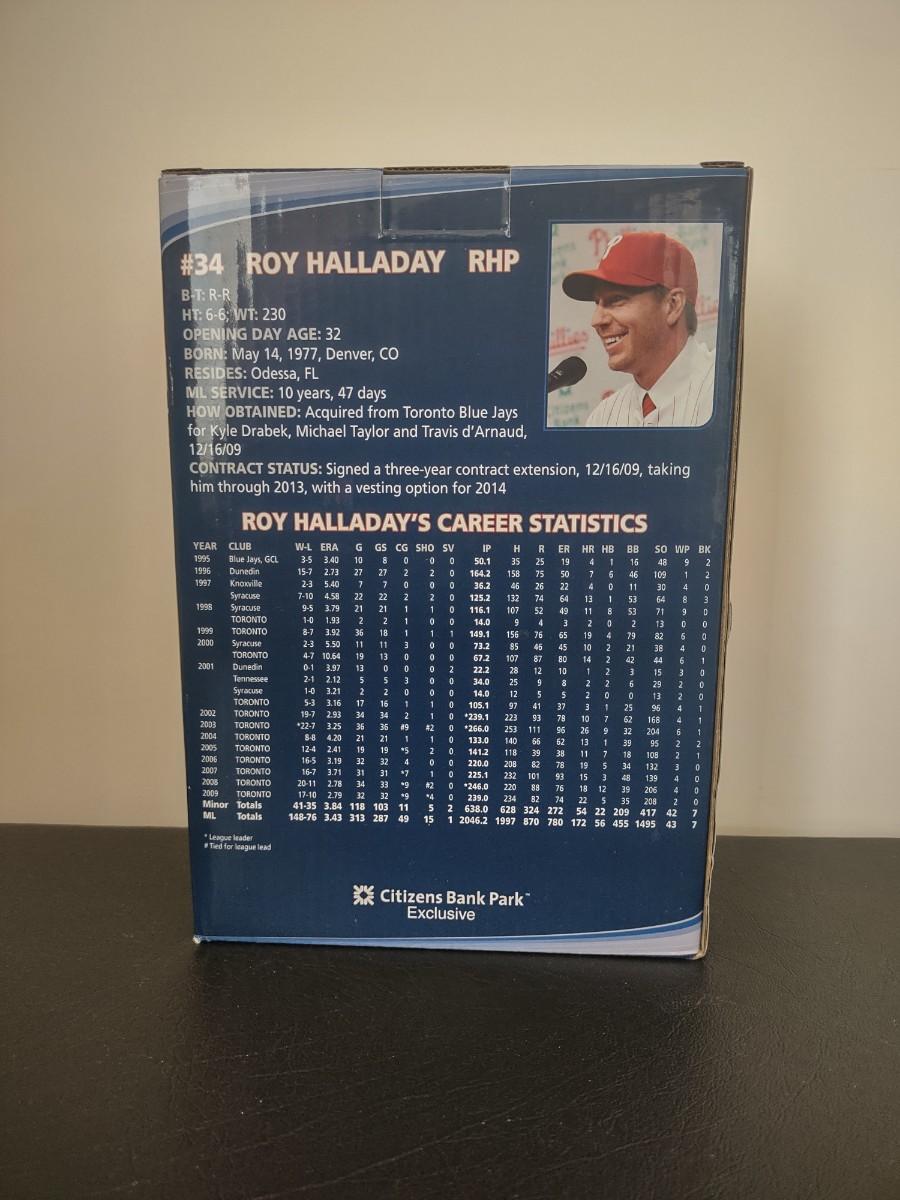 #34 ROY HALLADAY RHP
B-T: R-R
HT: 6-6; WT: 230
OPENING DAY AGE: 32
BORN: May 14, 1977, Denver, CO
RESIDES: Odessa, FL
ML SERVICE: 10 years, 47 days
HOW OBTAINED: Acquired from Toronto Blue Jays
for Kyle Drabek, Michael Taylor and Travis d'Arnaud,
12/16/09
CONTRACT STATUS: Signed a three-year contract extension, 12/16/09, taking
him through 2013, with a vesting option for 2014
ROY HALLADAY'S CAREER STATISTICS
YEAR CLUB W-L ERA G GS CG SHO SV IP H R ER HR HB BB SO WP BK
1995 Blue Jays, GCL 3-5 3.40 10 8 0 0 0 50.1 35 25 19 4 1 16 48 9 2
1996 Dunedin 15-7 2.73 27 27 2 2 0 164.2 158 75 50 7 6 46 109 1 2
1997 Knoxville 2-3 5.40 7 7 0 0 0 36.2 46 26 22 4 0 11 30 4 0
Syracuse 7-10 4.58 22 22 2 2 0 125.2 132 74 64 13 1 53 64 8 3
1998 Syracuse 9-5 3.79 21 21 1 1 0 116.1 107 52 49 11 8 53 71 9 0
TORONTO 1-0 1.93 2 2 1 0 0 14.0 9 4 3 2 0 2 13 0 0
1999 TORONTO 8-7 3.92 36 18 1 1 1 149.1 156 76 65 19 4 79 82 6 0
2000 Syracuse 2-3 5.50 11 11 3 0 0 73.2 85 46 45 10 2 21 38 4 0
TORONTO 4-7 10.64 19 13 0 0 0 67.2 107 87 80 14 2 42 44 6 1
2001 Dunedin 0-1 3.97 13 0 0 0 2 22.2 28 12 10 1 2 3 15 3 0
Tennessee 2-1 2.12 5 5 3 0 0 34.0 25 9 8 2 2 6 29 2 0
Syracuse 1-0 3.21 2 2 0 0 0 14.0 12 5 5 2 0 0 13 2 0
TORONTO 5-3 3.16 17 16 1 1 0 105.1 97 41 37 3 1 25 96 4 1
2002 TORONTO 19-7 2.93 34 34 2 1 0 *239.1 223 93 78 10 7 62 168 4 1
2003 TORONTO *22-7 3.25 36 36 #9 #2 0 *266.0 253 111 96 26 9 32 204 6 1
2004 TORONTO 8-8 4.20 21 21 1 1 0 133.0 140 66 62 13 1 39 95 2 2
2005 TORONTO 12-4 2.41 19 19 *5 2 0 141.2 118 39 38 11 7 18 108 2 1
2006 TORONTO 16-5 3.19 32 32 4 0 0 220.0 208 82 78 19 5 34 132 3 0
2007 TORONTO 16-7 3.71 31 31 *7 1 0 225.1 232 101 93 15 3 48 139 4 0
2008 TORONTO 20-11 2.78 34 33 *9 #2 0 *246.0 220 88 76 18 12 39 206 4 0
2009 TORONTO 17-10 2.79 32 32 *9 *4 0 239.0 234 82 74 22 5 35 208 2 0
Minor Totals 41-35 3.84 118 103 11 5 2 638.0 628 324 272 54 22 209 417 42 7
ML Totals 148-76 3.43 313 287 49 15 1 2046.2 1997 870 780 172 56 455 1495 43 7
* League leader
# Tied for league lead
Citizens Bank Park™
Exclusive